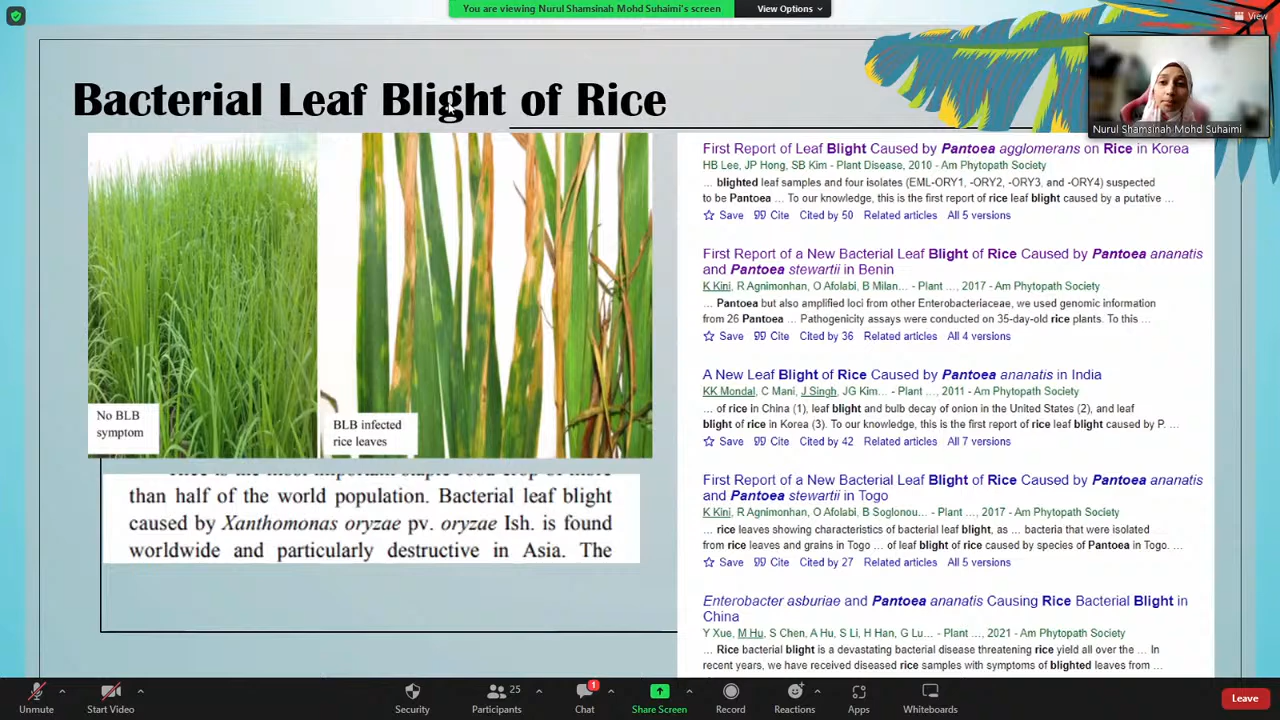 You are viewing Nurul Shamsinah Mohd Suhaimi's screen
View Options
View
Nurul Shamsinah Mohd Suhaimi
Bacterial Leaf Blight of Rice
No BLB
symptom
BLB infected
rice leaves
than half of the world population. Bacterial leaf blight
caused by Xanthomonas oryzae pv. oryzae Ish. is found
worldwide and particularly destructive in Asia. The
First Report of Leaf Blight Caused by Pantoea agglomerans on Rice in Korea
HB Lee, JP Hong, SB Kim - Plant Disease, 2010 - Am Phytopath Society
... blighted leaf samples and four isolates (EML-ORY1, -ORY2, -ORY3, and -ORY4) suspected
to be Pantoea ... To our knowledge, this is the first report of rice leaf blight caused by a putative ...
Save Cite Cited by 50 Related articles All 5 versions
First Report of a New Bacterial Leaf Blight of Rice Caused by Pantoea ananatis
and Pantoea stewartii in Benin
K Kini, R Agnimonhan, O Afolabi, B Milan... - Plant ..., 2017 - Am Phytopath Society
... Pantoea but also amplified loci from other Enterobacteriaceae, we used genomic information
from 26 Pantoea ... Pathogenicity assays were conducted on 35-day-old rice plants. To this ...
Save Cite Cited by 36 Related articles All 4 versions
A New Leaf Blight of Rice Caused by Pantoea ananatis in India
KK Mondal, C Mani, J Singh, JG Kim... - Plant ..., 2011 - Am Phytopath Society
... of rice in China (1), leaf blight and bulb decay of onion in the United States (2), and leaf
blight of rice in Korea (3). To our knowledge, this is the first report of rice leaf blight caused by P. ...
Save Cite Cited by 42 Related articles All 7 versions
First Report of a New Bacterial Leaf Blight of Rice Caused by Pantoea ananatis
and Pantoea stewartii in Togo
K Kini, R Agnimonhan, O Afolabi, B Soglonou... - Plant ..., 2017 - Am Phytopath Society
... rice leaves showing characteristics of bacterial leaf blight, as ... bacteria that were isolated
from rice leaves and grains in Togo ... of leaf blight of rice caused by species of Pantoea in Togo. ...
Save Cite Cited by 27 Related articles All 5 versions
Enterobacter asburiae and Pantoea ananatis Causing Rice Bacterial Blight in
China
Y Xue, M Hu, S Chen, A Hu, S Li, H Han, G Lu... - Plant ..., 2021 - Am Phytopath Society
... Rice bacterial blight is a devastating bacterial disease threatening rice yield all over the ... In
recent years, we have received diseased rice samples with symptoms of blighted leaves from ...
Unmute
Start Video
Security
Participants 25
Chat 1
Share Screen
Record
Reactions
Apps
Whiteboards
Leave